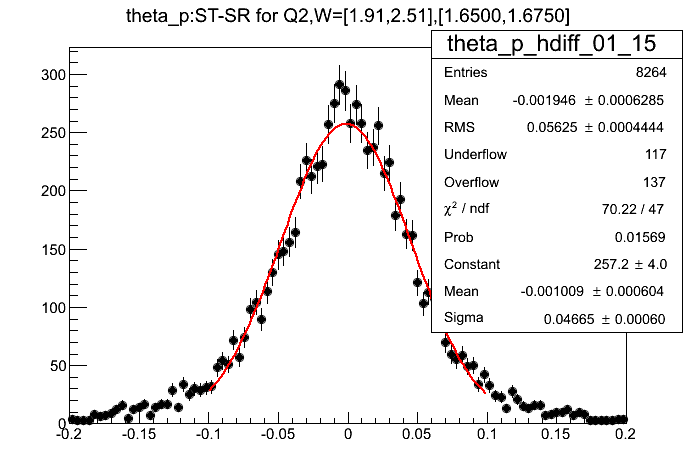 theta_p:ST-SR for Q2,W=[1.91,2.51],[1.6500,1.6750]
theta_p_hdiff_01_15
Entries 8264
Mean -0.001946 ± 0.0006285
RMS 0.05625 ± 0.0004444
Underflow 117
Overflow 137
χ² / ndf 70.22 / 47
Prob 0.01569
Constant 257.2 ± 4.0
Mean -0.001009 ± 0.000604
Sigma 0.04665 ± 0.00060
300
250
200
150
100
50
0
-0.2 -0.15 -0.1 -0.05 0 0.05 0.1 0.15 0.2